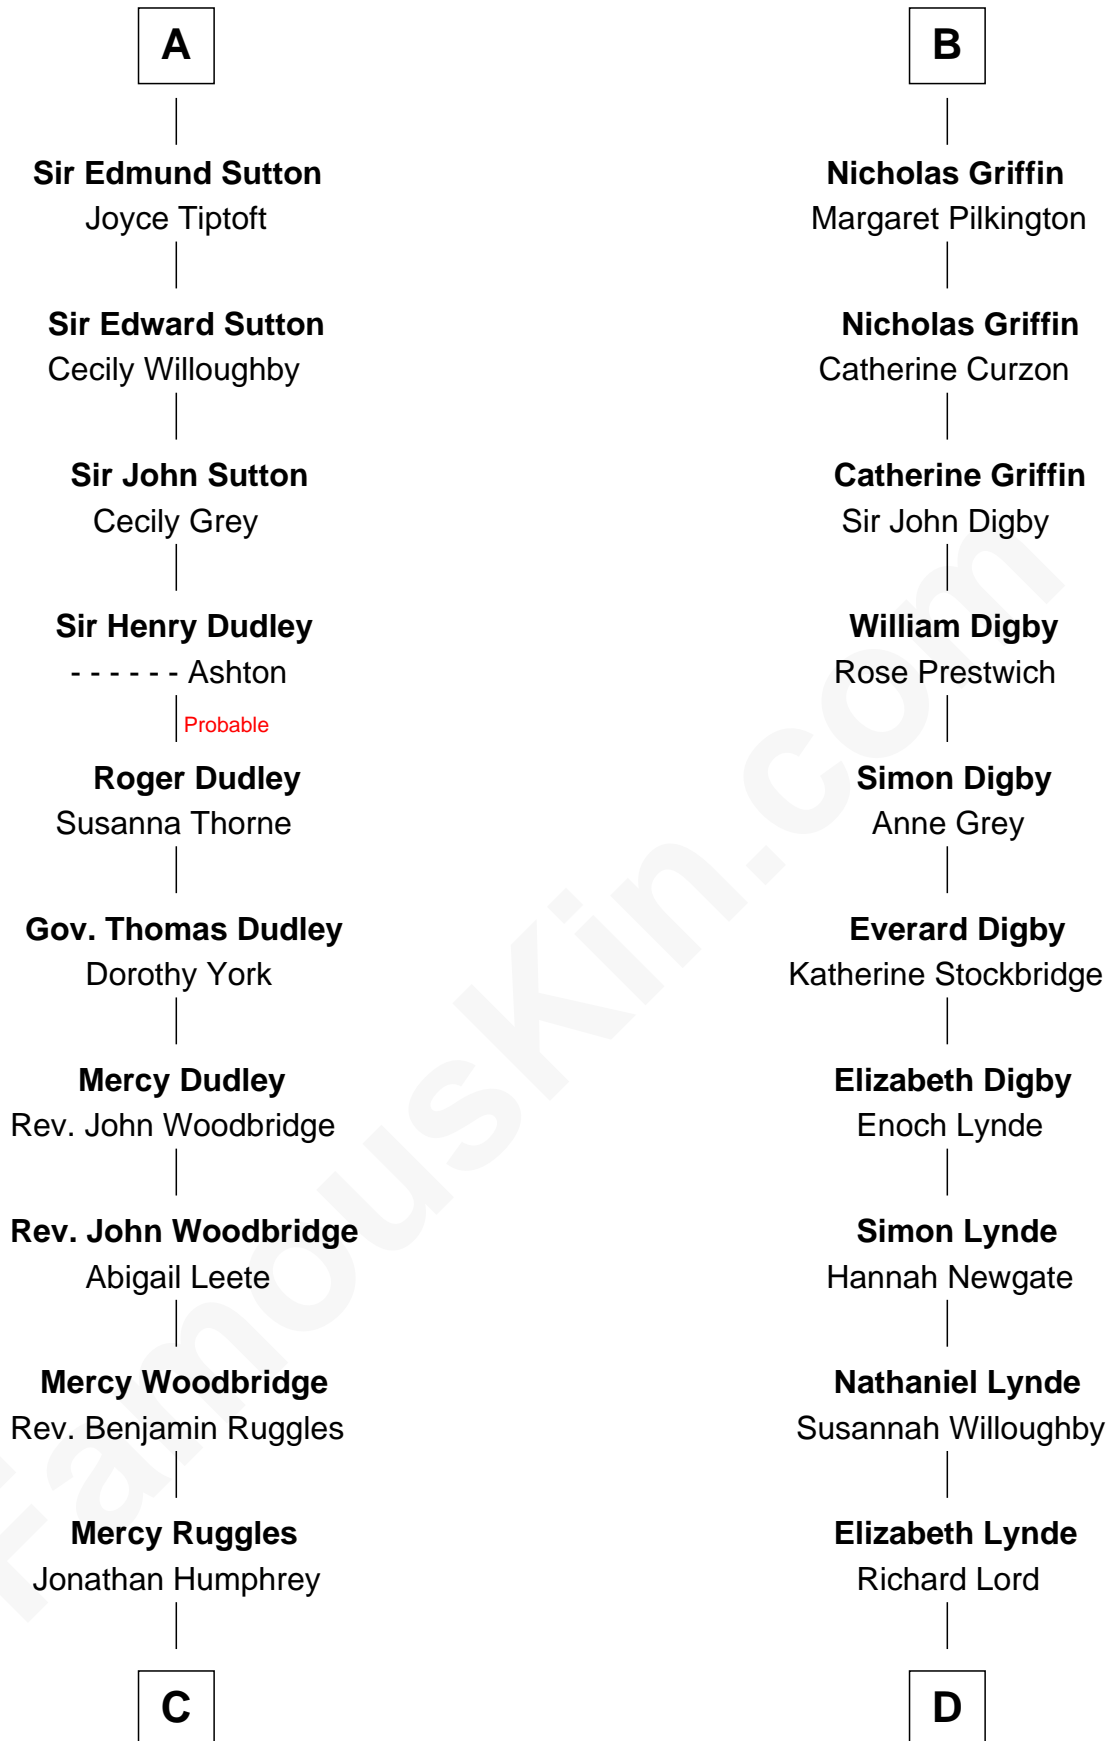 A
Sir Edmund Sutton
Joyce Tiptoft
Sir Edward Sutton
Cecily Willoughby
Sir John Sutton
Cecily Grey
Sir Henry Dudley
- - - - - - Ashton
Probable
Roger Dudley
Susanna Thorne
Gov. Thomas Dudley
Dorothy York
Mercy Dudley
Rev. John Woodbridge
Rev. John Woodbridge
Abigail Leete
Mercy Woodbridge
Rev. Benjamin Ruggles
Mercy Ruggles
Jonathan Humphrey
C
B
Nicholas Griffin
Margaret Pilkington
Nicholas Griffin
Catherine Curzon
Catherine Griffin
Sir John Digby
William Digby
Rose Prestwich
Simon Digby
Anne Grey
Everard Digby
Katherine Stockbridge
Elizabeth Digby
Enoch Lynde
Simon Lynde
Hannah Newgate
Nathaniel Lynde
Susannah Willoughby
Elizabeth Lynde
Richard Lord
D
FamousKin.com